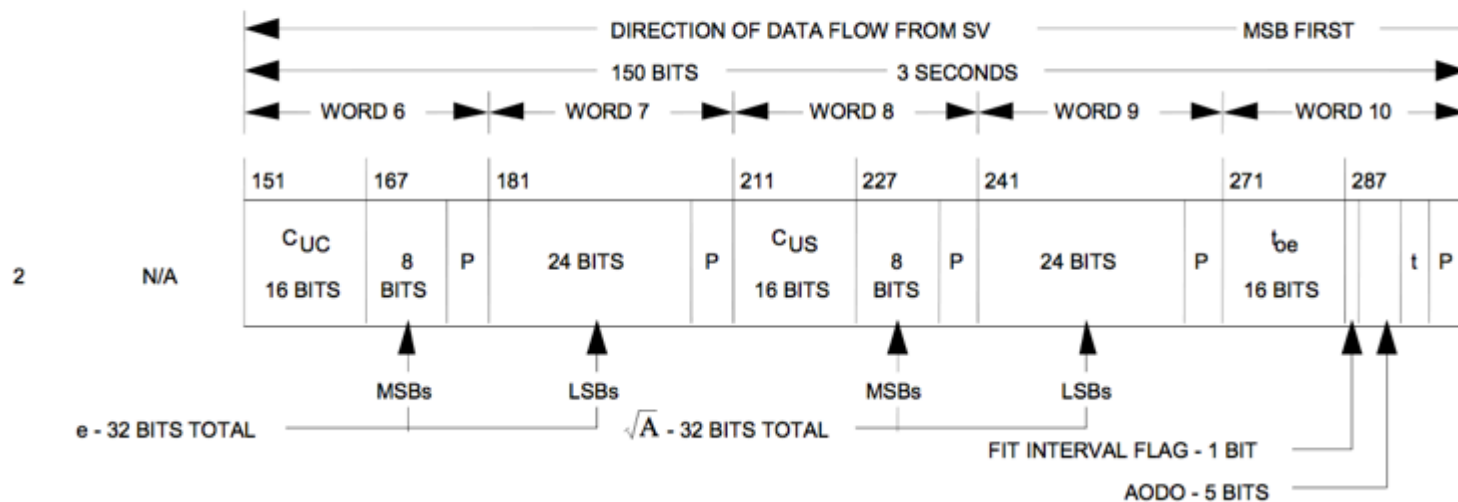 DIRECTION OF DATA FLOW FROM SV MSB FIRST
150 BITS 3 SECONDS
WORD 6 WORD 7 WORD 8 WORD 9 WORD 10
151 167 181 211 227 241 271 287
CUC CUS toe
2 N/A 16 BITS 8 BITS P 24 BITS P 16 BITS 8 BITS P 24 BITS P 16 BITS t P
MSBs LSBs MSBs LSBs
e - 32 BITS TOTAL √A - 32 BITS TOTAL
FIT INTERVAL FLAG - 1 BIT
AODO - 5 BITS